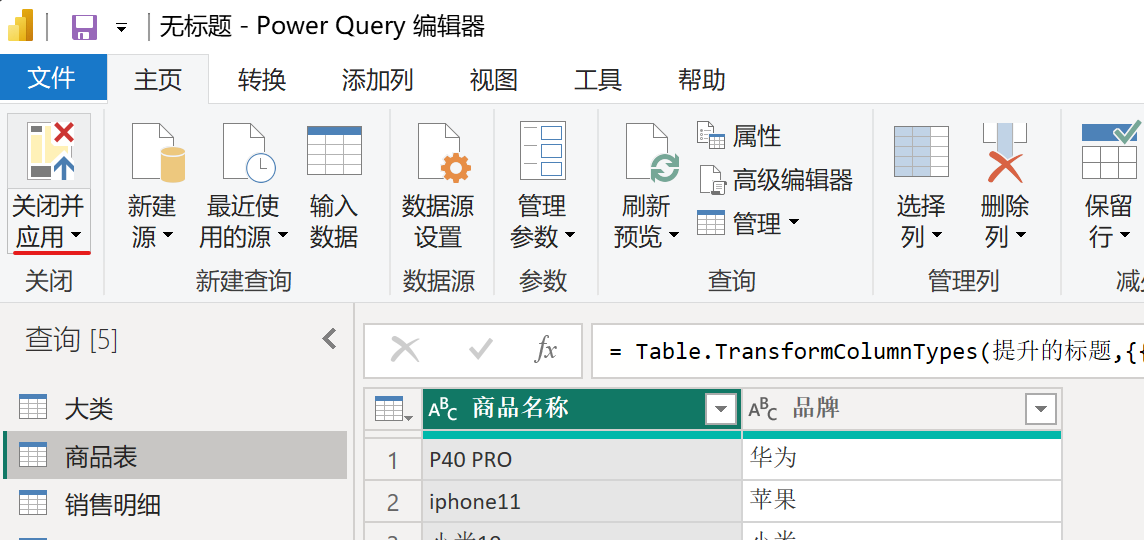 无标题 - Power Query 编辑器
文件 主页 转换 添加列 视图 工具 帮助
关闭并
应用
关闭
新建
源
最近使
用的源
输入
数据
新建查询
数据源
设置
数据源
管理
参数
参数
刷新
预览
属性
高级编辑器
管理
查询
选择
列
删除
列
管理列
保留
行
减
查询 [5]
fx
= Table.TransformColumnTypes(提升的标题,{{
大类
商品表
销售明细
ABC 商品名称 ABC 品牌
1 P40 PRO 华为
2 iphone11 苹果